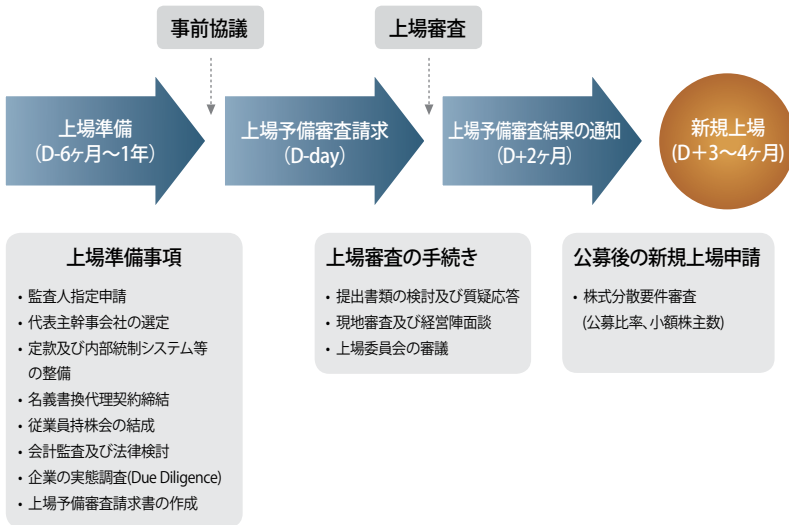 事前協議
上場審査
上場準備
(D-6ヶ月～1年)
上場予備審査請求
(D-day)
上場予備審査結果の通知
(D+2ヶ月)
新規上場
(D＋3～4ヶ月)
上場準備事項
・監査人指定申請
・代表主幹事会社の選定
・定款及び内部統制システム等
の整備
・名義書換代理契約締結
・従業員持株会の結成
・会計監査及び法律検討
・企業の実態調査(Due Diligence)
・上場予備審査請求書の作成
上場審査の手続き
・提出書類の検討及び質疑応答
・現地審査及び経営陣面談
・上場委員会の審議
公募後の新規上場申請
・株式分散要件審査
(公募比率、小額株主数)